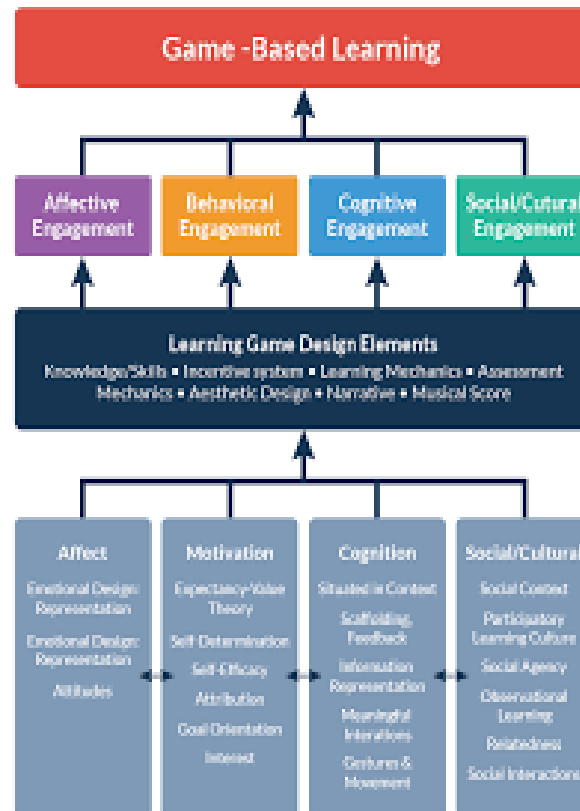 Game -Based Learning
Affective
Engagement
Behavioral
Engagement
Cognitive
Engagement
Social/Cutural
Engagement
Learning Game Design Elements
Knowledge/Skills • Incentive system • Learning Mechanics • Assessment
Mechanics • Aesthetic Design • Narrative • Musical Score
Affect
Emotional Design:
Representation
Emotional Design:
Representation
Attitudes
Motivation
Expectancy-Value
Theory
Self-Determination
Self-Efficacy
Attribution
Goal Orientation
Interest
Cognition
Situated in Context
Scaffolding,
Feedback
Information
Representation
Meaningful
Interations
Gestures &
Movement
Social/Cultural
Social Context
Participatory
Learning Culture
Social Agency
Observational
Learning
Relatedness
Social Interactions